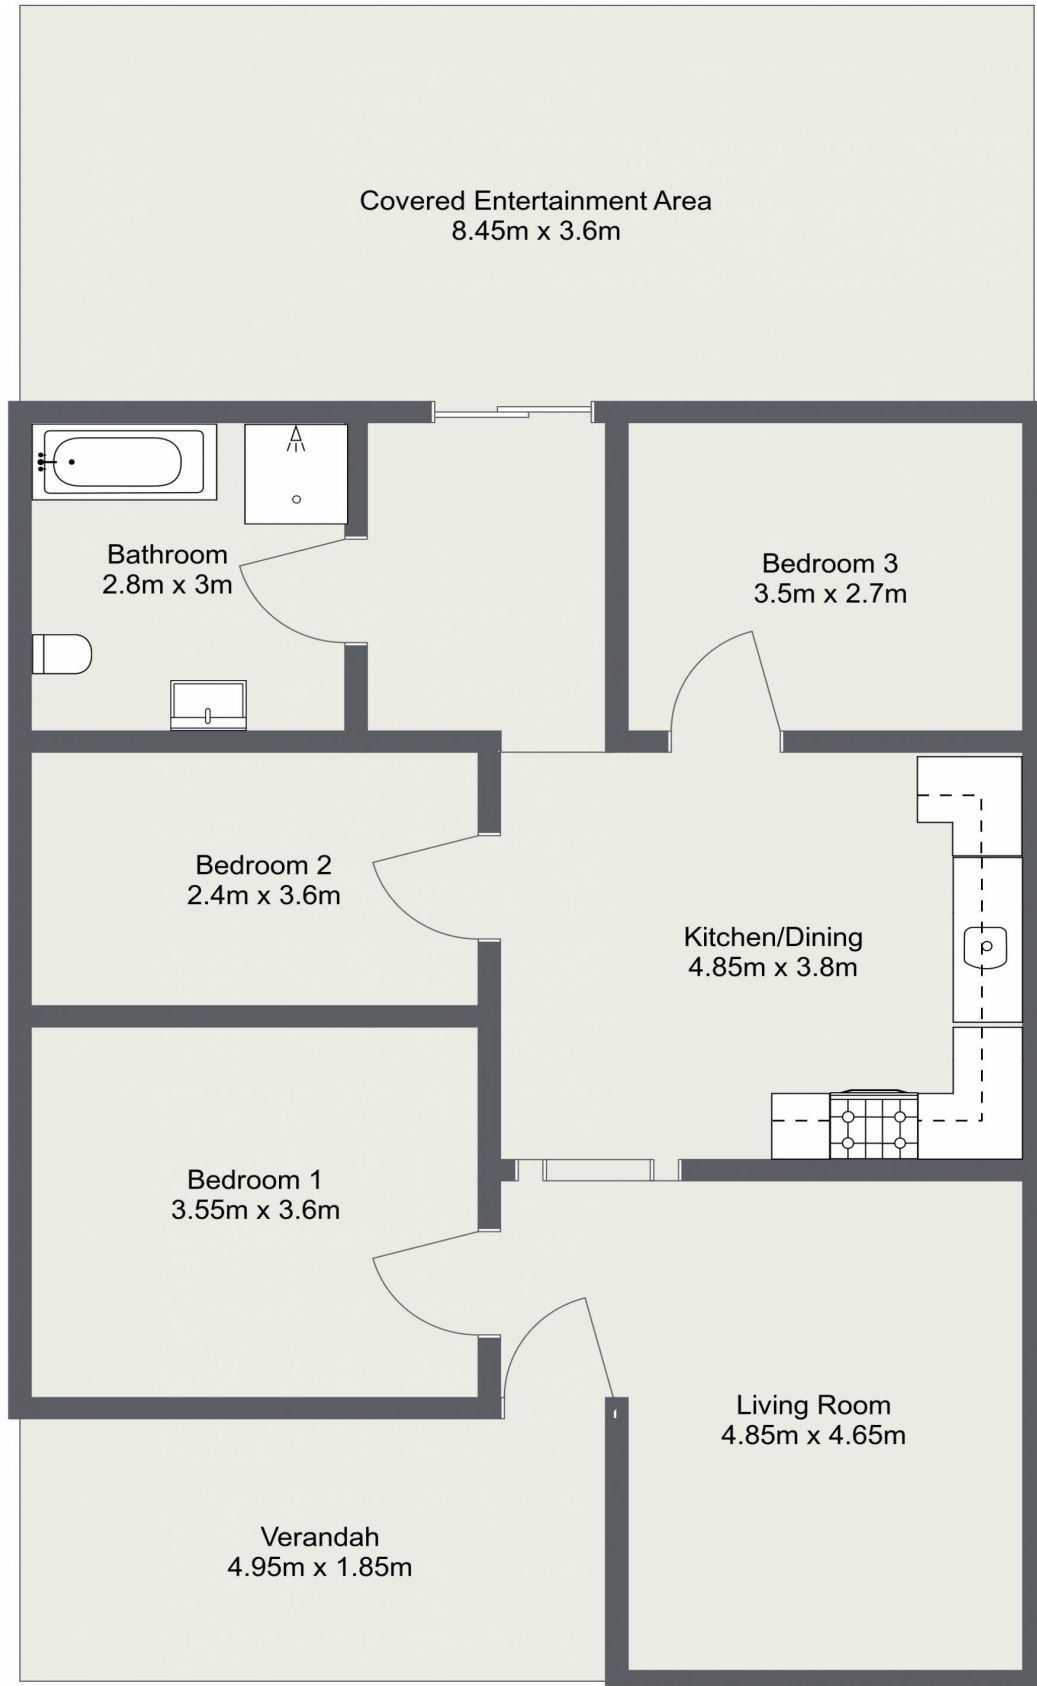 Covered Entertainment Area
8.45m x 3.6m
Bathroom
2.8m x 3m
Bedroom 3
3.5m x 2.7m
Bedroom 2
2.4m x 3.6m
Kitchen/Dining
4.85m x 3.8m
Bedroom 1
3.55m x 3.6m
Living Room
4.85m x 4.65m
Verandah
4.95m x 1.85m